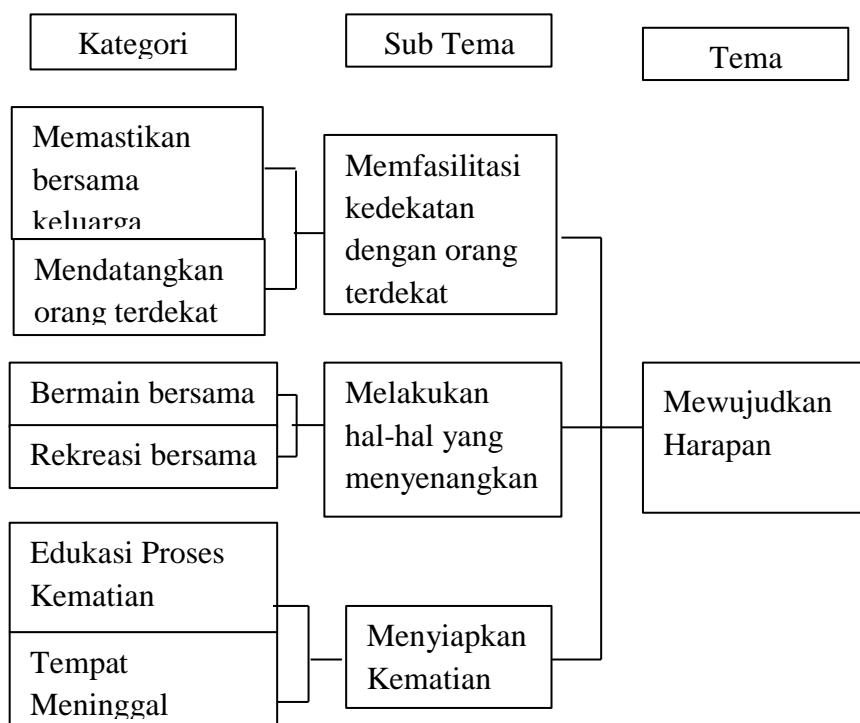 Kategori
Sub Tema
Tema
Memastikan
bersama
keluarga
Mendatangkan
orang terdekat
Memfasilitasi
kedekatan
dengan orang
terdekat
Bermain bersama
Rekreasi bersama
Melakukan
hal-hal yang
menyenangkan
Mewujudkan
Harapan
Edukasi Proses
Kematian
Tempat
Meninggal
Menyiapkan
Kematian